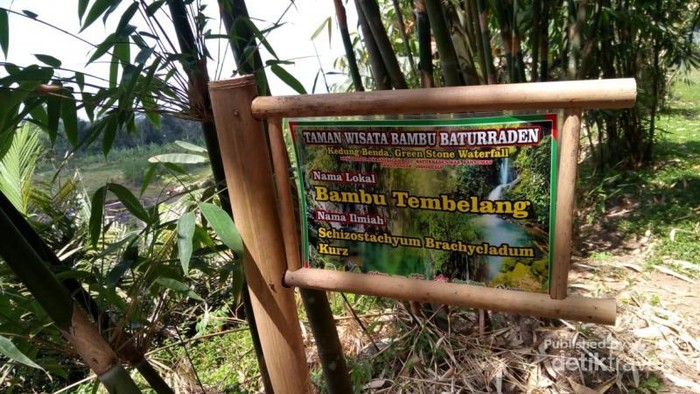 TAMAN WISATA BAMBU BATURRADEN
Kedung Benda, Green Stone Waterfall
Nama Lokal
Bambu Tembelang
Nama Ilmiah
Schizostachyum Brachycladum
Kurz
Published by
detiktravel